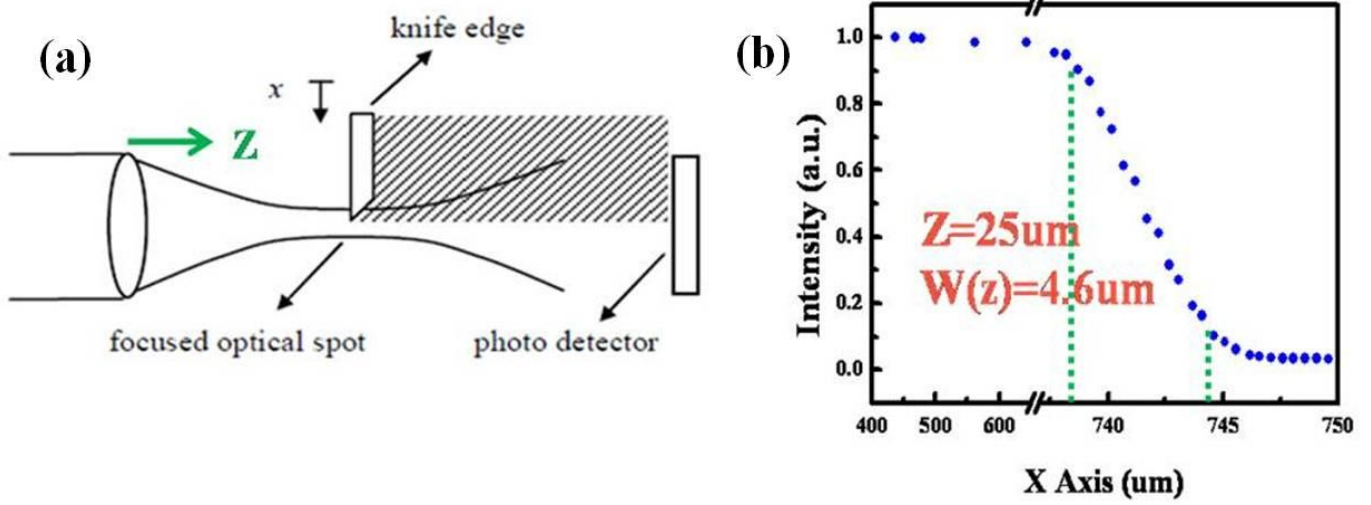 (a)
knife edge
x
Z
focused optical spot
photo detector
(b)
Intensity (a.u.)
1.0
0.8
0.6
0.4
0.2
0.0
Z=25um
W(z)=4.6um
400 500 600 740 745 750
X Axis (um)